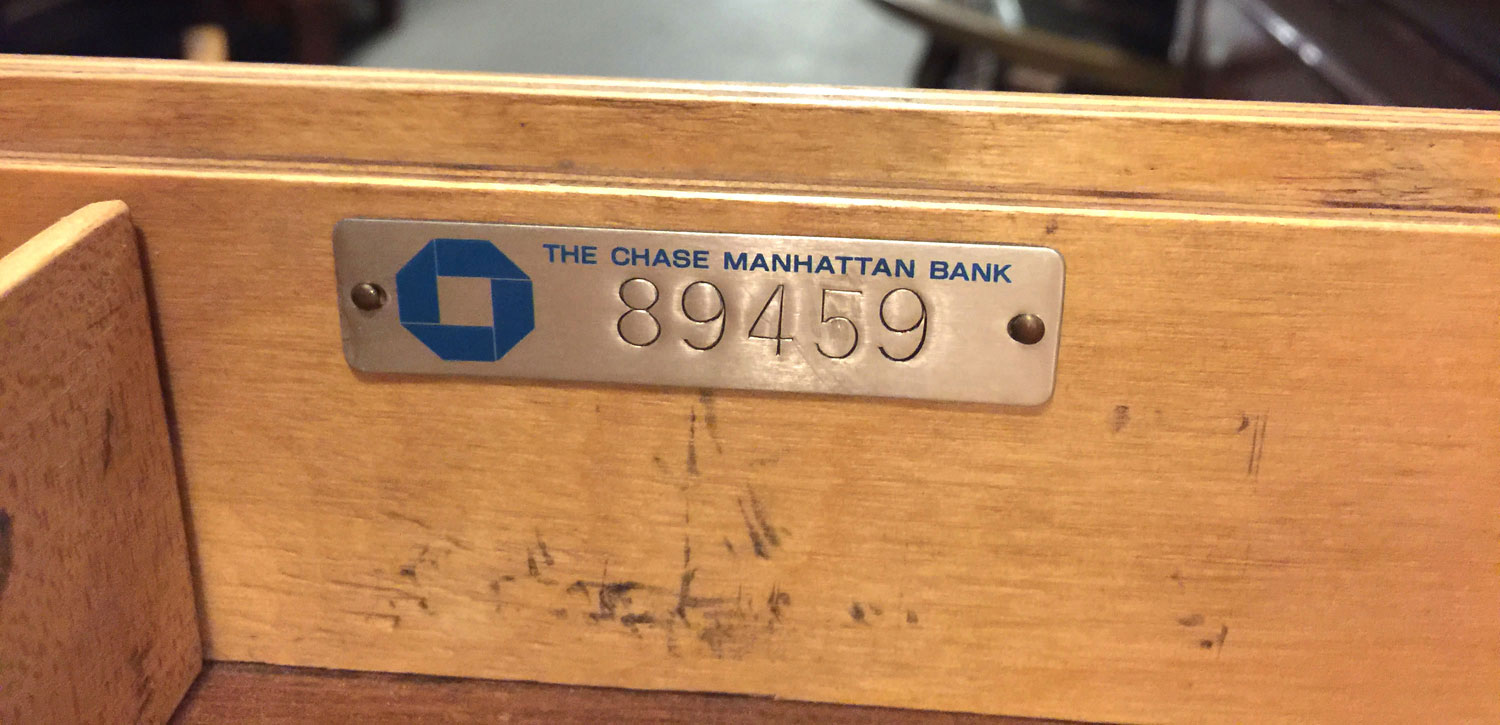 THE CHASE MANHATTAN BANK
89459